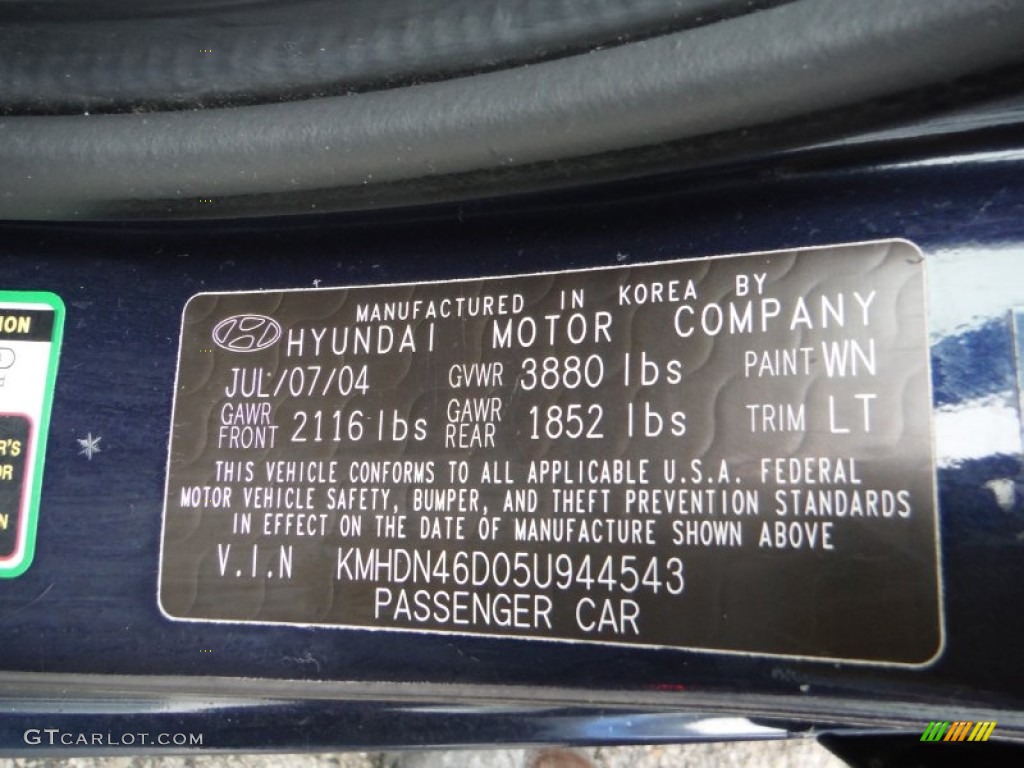 MANUFACTURED IN KOREA BY
HYUNDAI MOTOR COMPANY
JUL/07/04 GVWR 3880 lbs PAINT WN
GAWR FRONT 2116 lbs GAWR REAR 1852 lbs TRIM LT
THIS VEHICLE CONFORMS TO ALL APPLICABLE U.S.A. FEDERAL
MOTOR VEHICLE SAFETY, BUMPER, AND THEFT PREVENTION STANDARDS
IN EFFECT ON THE DATE OF MANUFACTURE SHOWN ABOVE
V.I.N KMHDN46D05U944543
PASSENGER CAR
GTCARLOT.COM